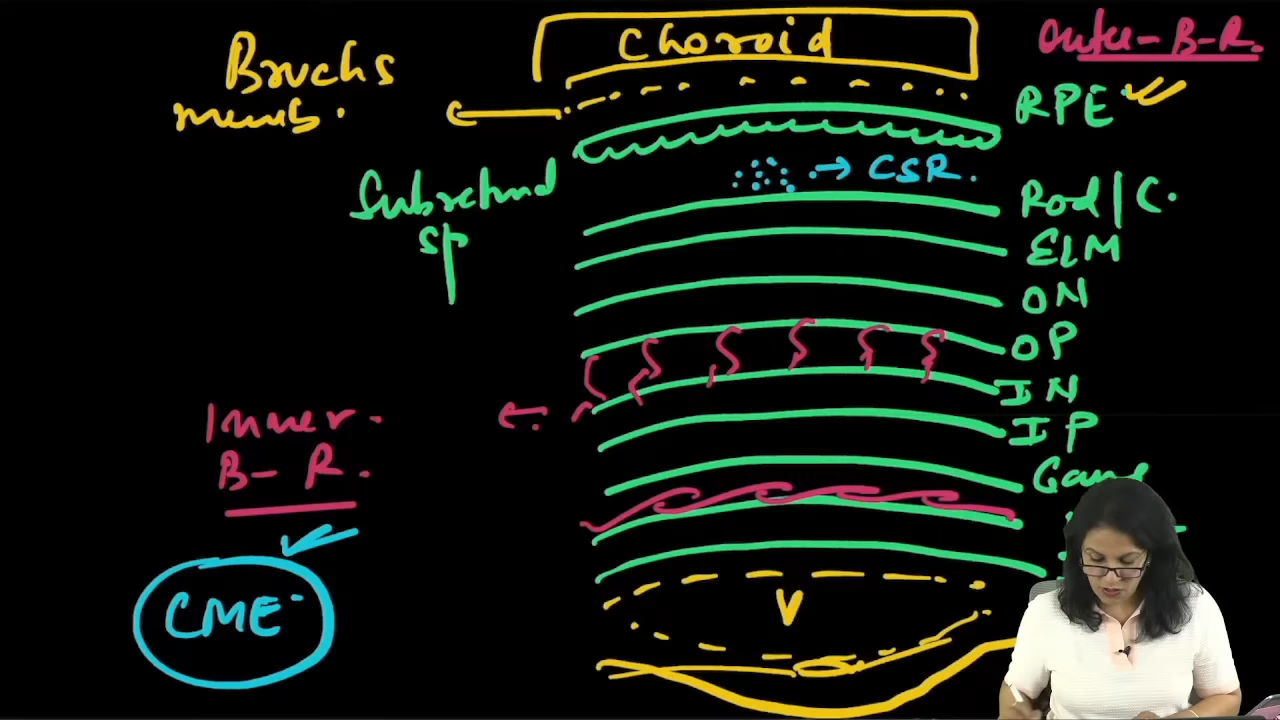 Choroid
Outer-B-R.
Bruchs
memb.
RPE
Subretinal
sp
CSR.
Rod/C.
ELM
ON
OP
IN
IP
Inner.
B-R.
CME
V